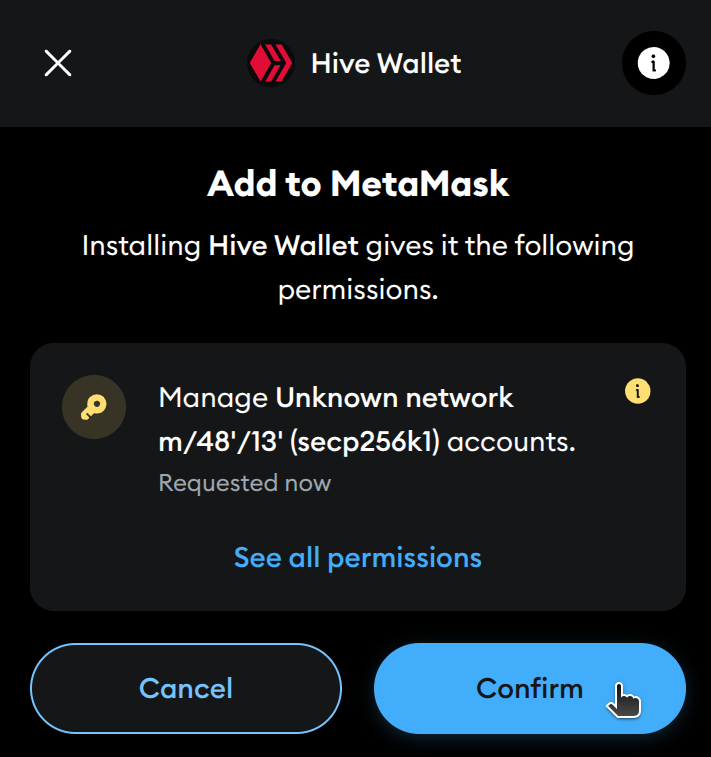 Hive Wallet
Add to MetaMask
Installing Hive Wallet gives it the following
permissions.
Manage Unknown network
m/48'/13' (secp256k1) accounts.
Requested now
See all permissions
Cancel
Confirm